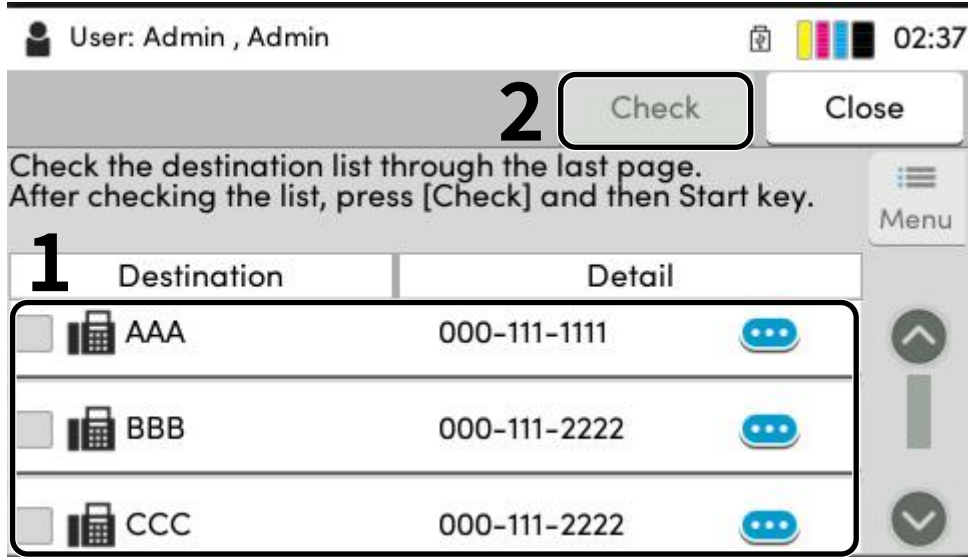 User: Admin , Admin 02:37
2 Check Close
Check the destination list through the last page.
After checking the list, press [Check] and then Start key.
Menu
1 Destination Detail
AAA 000-111-1111
BBB 000-111-2222
CCC 000-111-2222